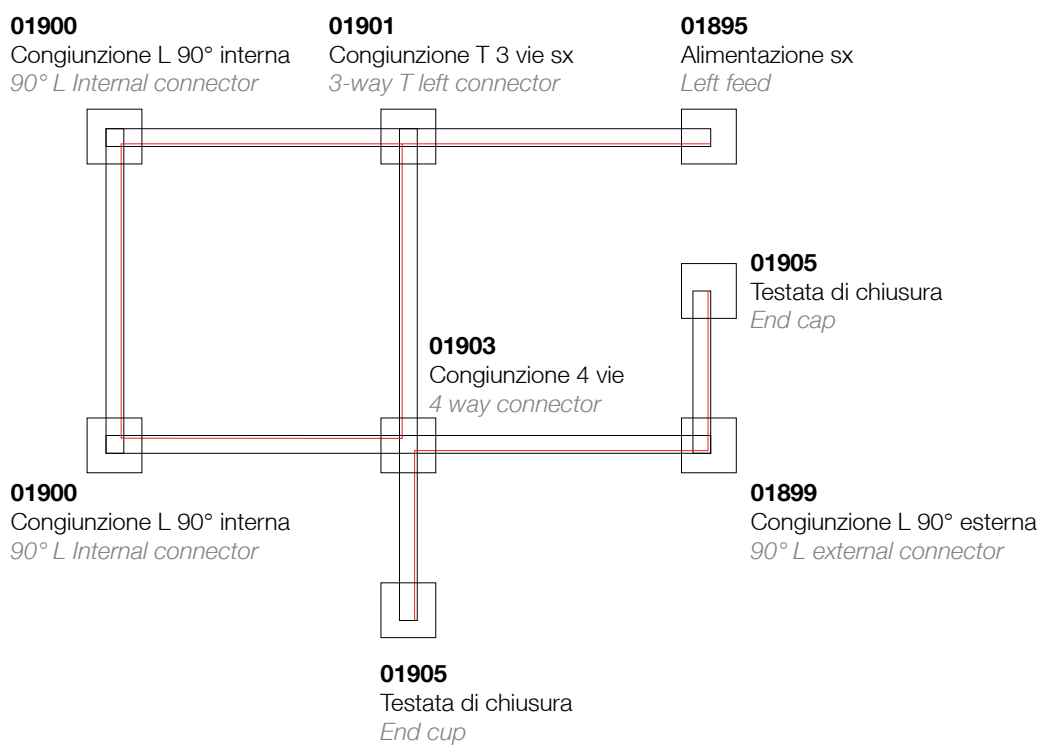 01900
Congiunzione L 90° interna
90° L Internal connector
01901
Congiunzione T 3 vie sx
3-way T left connector
01895
Alimentazione sx
Left feed
01905
Testata di chiusura
End cap
01903
Congiunzione 4 vie
4 way connector
01900
Congiunzione L 90° interna
90° L Internal connector
01899
Congiunzione L 90° esterna
90° L external connector
01905
Testata di chiusura
End cup